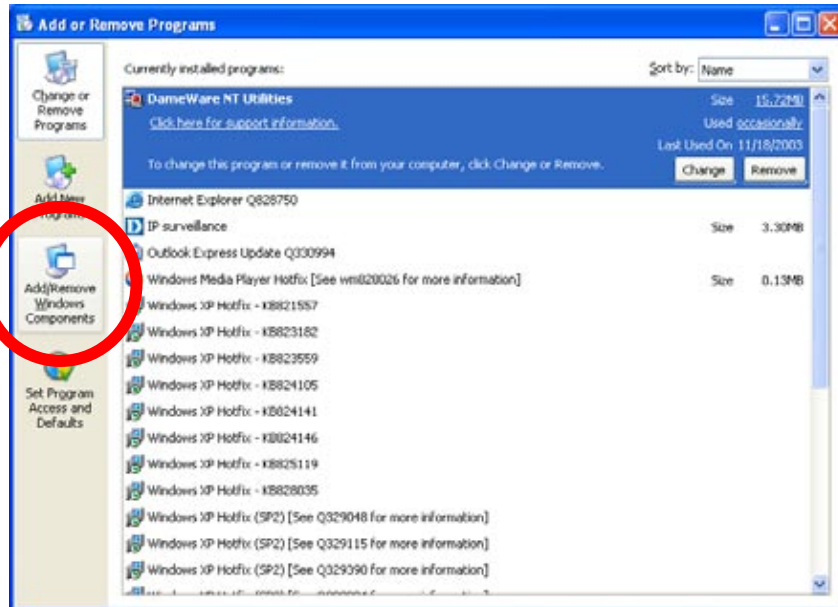 Add or Remove Programs
Change or
Remove
Programs
Add New
Programs
Add/Remove
Windows
Components
Set Program
Access and
Defaults
Currently installed programs:
Sort by: Name
DameWare NT Utilities
Size 15.72MB
Click here for support information.
Used occasionally
Last Used On 11/18/2003
To change this program or remove it from your computer, click Change or Remove.
Change
Remove
Internet Explorer Q828750
IP surveillance
Size 3.30MB
Outlook Express Update Q330994
Windows Media Player Hotfix [See wm828026 for more information]
Size 0.13MB
Windows XP Hotfix - KB821557
Windows XP Hotfix - KB823182
Windows XP Hotfix - KB823559
Windows XP Hotfix - KB824105
Windows XP Hotfix - KB824141
Windows XP Hotfix - KB824146
Windows XP Hotfix - KB825119
Windows XP Hotfix - KB828035
Windows XP Hotfix (SP2) [See Q329048 for more information]
Windows XP Hotfix (SP2) [See Q329115 for more information]
Windows XP Hotfix (SP2) [See Q329390 for more information]